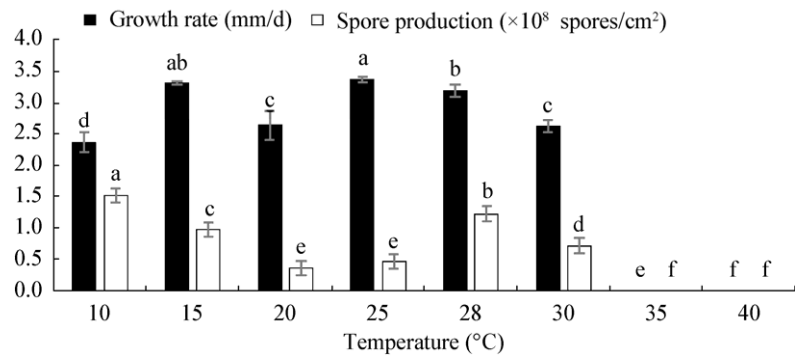 Growth rate (mm/d) Spore production (×10⁸ spores/cm²)
4.0
3.5
3.0
2.5
2.0
1.5
1.0
0.5
0.0
d a ab c c e a e b b c d e f f f
10 15 20 25 28 30 35 40
Temperature (°C)